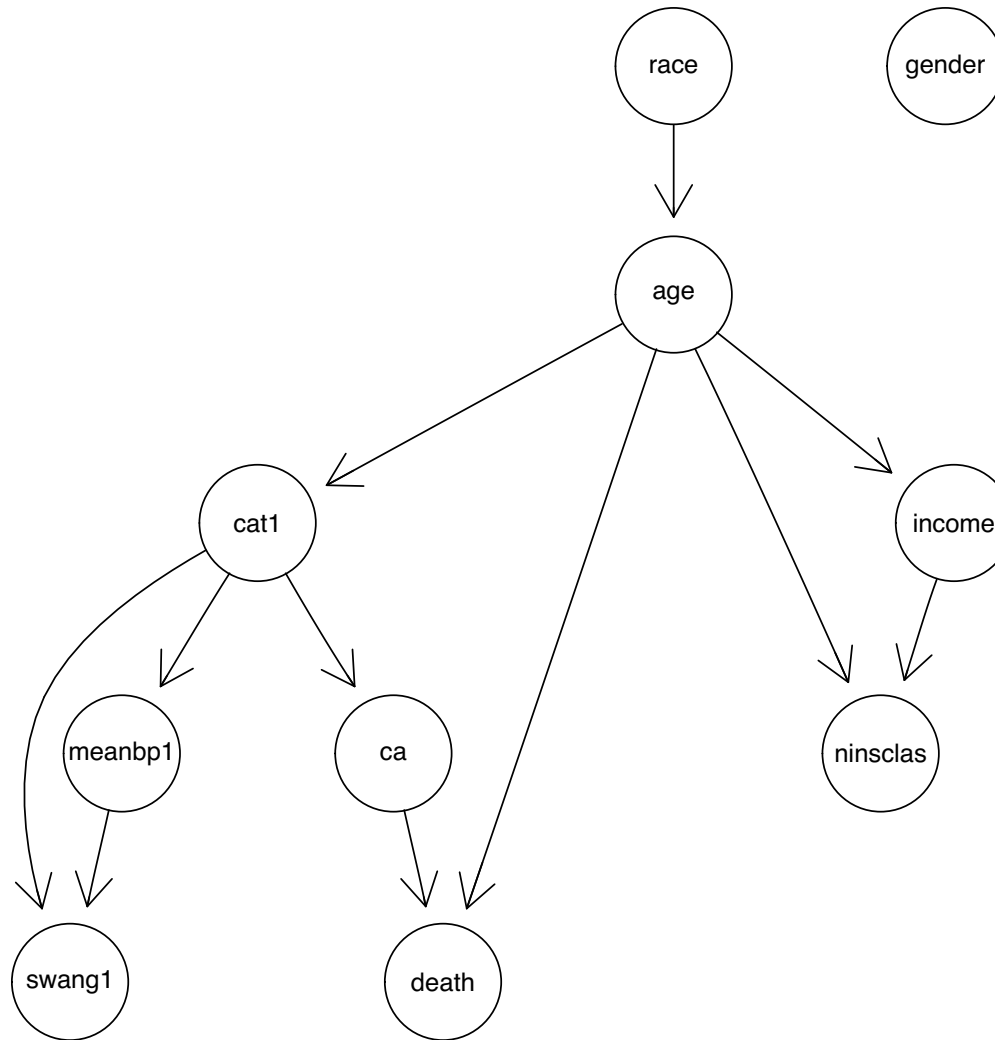 race
gender
age
cat1
income
meanbp1
ca
ninsclas
swang1
death